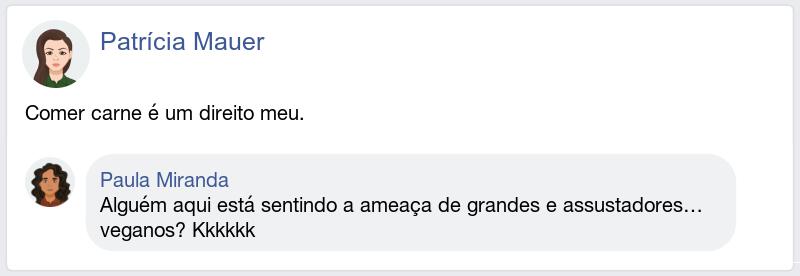 Patrícia Mauer
Comer carne é um direito meu.
Paula Miranda
Alguém aqui está sentindo a ameaça de grandes e assustadores…
veganos? Kkkkkk